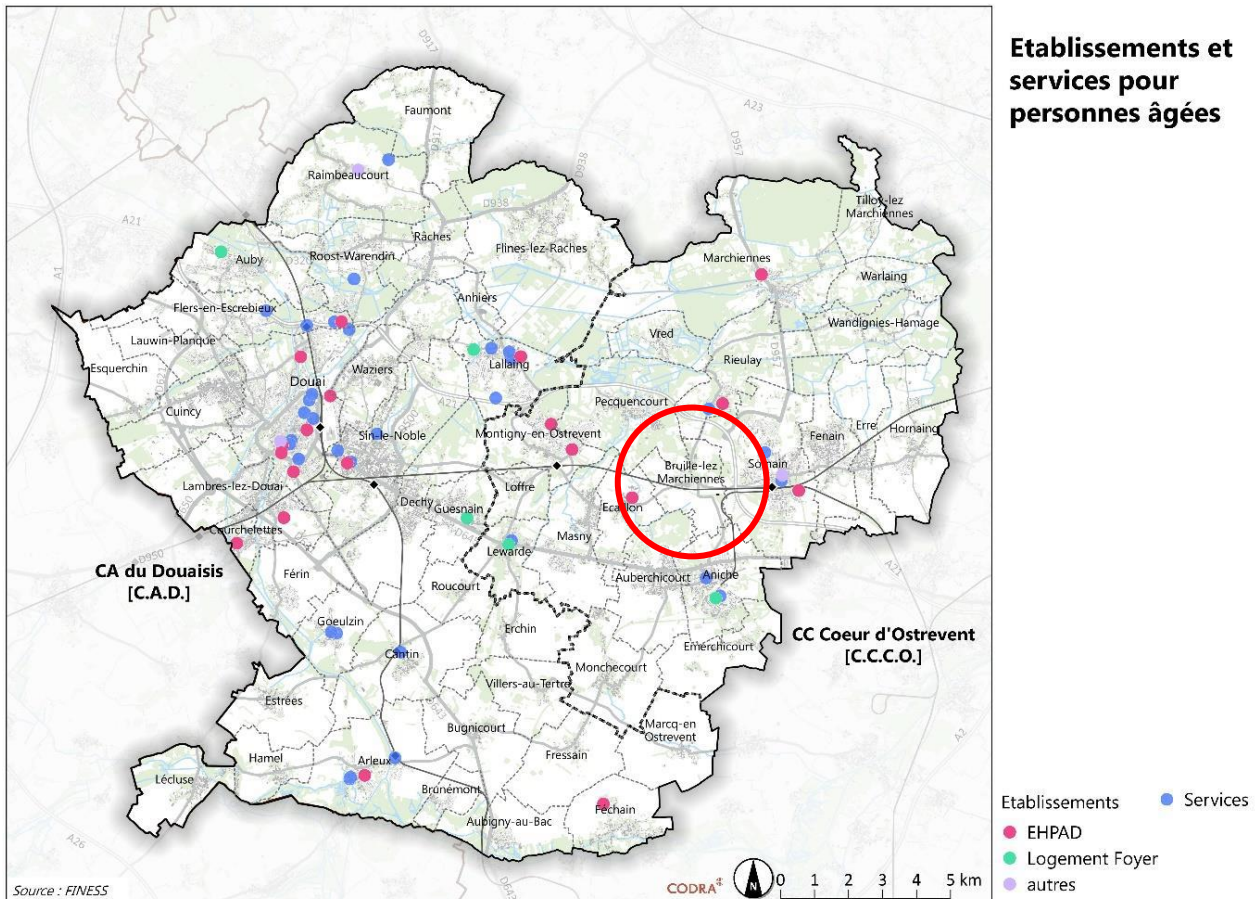 Etablissements et
services pour
personnes âgées
D917
A23
D957
Faumont
D917
Raimbeaucourt
D938
D938
Tilloy-lez
Marchiennes
A21
A1
Râches
Roost-Warendin
Flines-lez-Raches
Auby
Marchiennes
Warlaing
Flers-en-Escrebieux
Anhiers
Wandignies-Hamage
Lauwin-Planque
Vred
Rieulay
Esquerchin
Waziers
Lallaing
Douai
Cuincy
Pecquencourt
Sin-le-Noble
Montigny-en-Ostrevent
Fenain
Erre
Hornaing
Bruille-lez
Marchiennes
Somain
Lambres-lez-Douai
Dechy
Loffre
Guesnain
Ecaillon
Courchelettes
Masny
D950
Lewarde
CA du Douaisis
[C.A.D.]
Férin
Roucourt
Auberchicourt
Aniche
Goeulzin
Erchin
CC Coeur d'Ostrevent
[C.C.C.O.]
Cantin
Emerchicourt
Monchecourt
Villers-au-Tertre
Estrées
D643
Bugnicourt
Marcq-en
Ostrevent
A2
Hamel
Arleux
Fressain
Lécluse
Brunémont
Féchain
Aubigny-au-Bac
A26
D643
Etablissements
Services
EHPAD
Logement Foyer
autres
Source : FINESS
CODRA
N
0 1 2 3 4 5 km